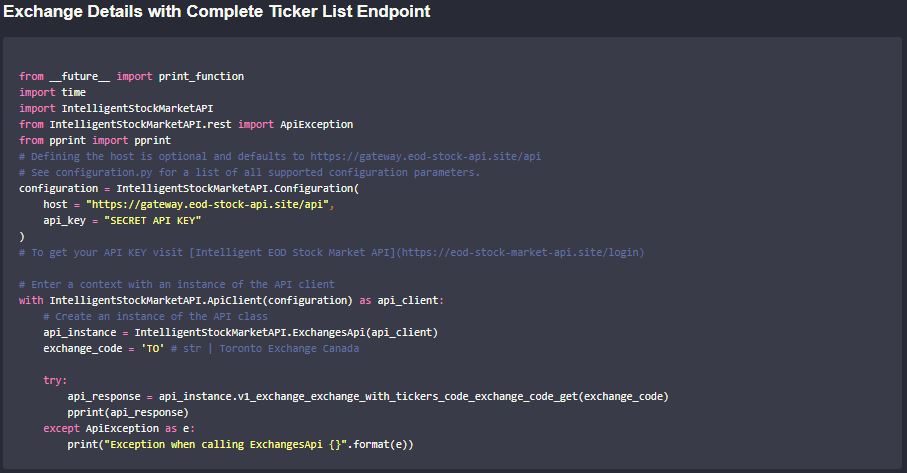 Exchange Details with Complete Ticker List Endpoint
from __future__ import print_function
import time
import IntelligentStockMarketAPI
from IntelligentStockMarketAPI.rest import ApiException
from pprint import pprint
# Defining the host is optional and defaults to https://gateway.eod-stock-api.site/api
# See configuration.py for a list of all supported configuration parameters.
configuration = IntelligentStockMarketAPI.Configuration(
    host = "https://gateway.eod-stock-api.site/api",
    api_key = "SECRET API KEY"
)
# To get your API KEY visit [Intelligent EOD Stock Market API](https://eod-stock-market-api.site/login)
# Enter a context with an instance of the API client
with IntelligentStockMarketAPI.ApiClient(configuration) as api_client:
    # Create an instance of the API class
    api_instance = IntelligentStockMarketAPI.ExchangesApi(api_client)
    exchange_code = 'TO' # str | Toronto Exchange Canada
    try:
        api_response = api_instance.v1_exchange_exchange_with_tickers_code_exchange_code_get(exchange_code)
        pprint(api_response)
    except ApiException as e:
        print("Exception when calling ExchangesApi {}".format(e))